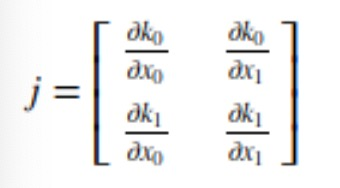 j = [ ∂k₀/∂x₀ ∂k₀/∂x₁
∂k₁/∂x₀ ∂k₁/∂x₁ ]